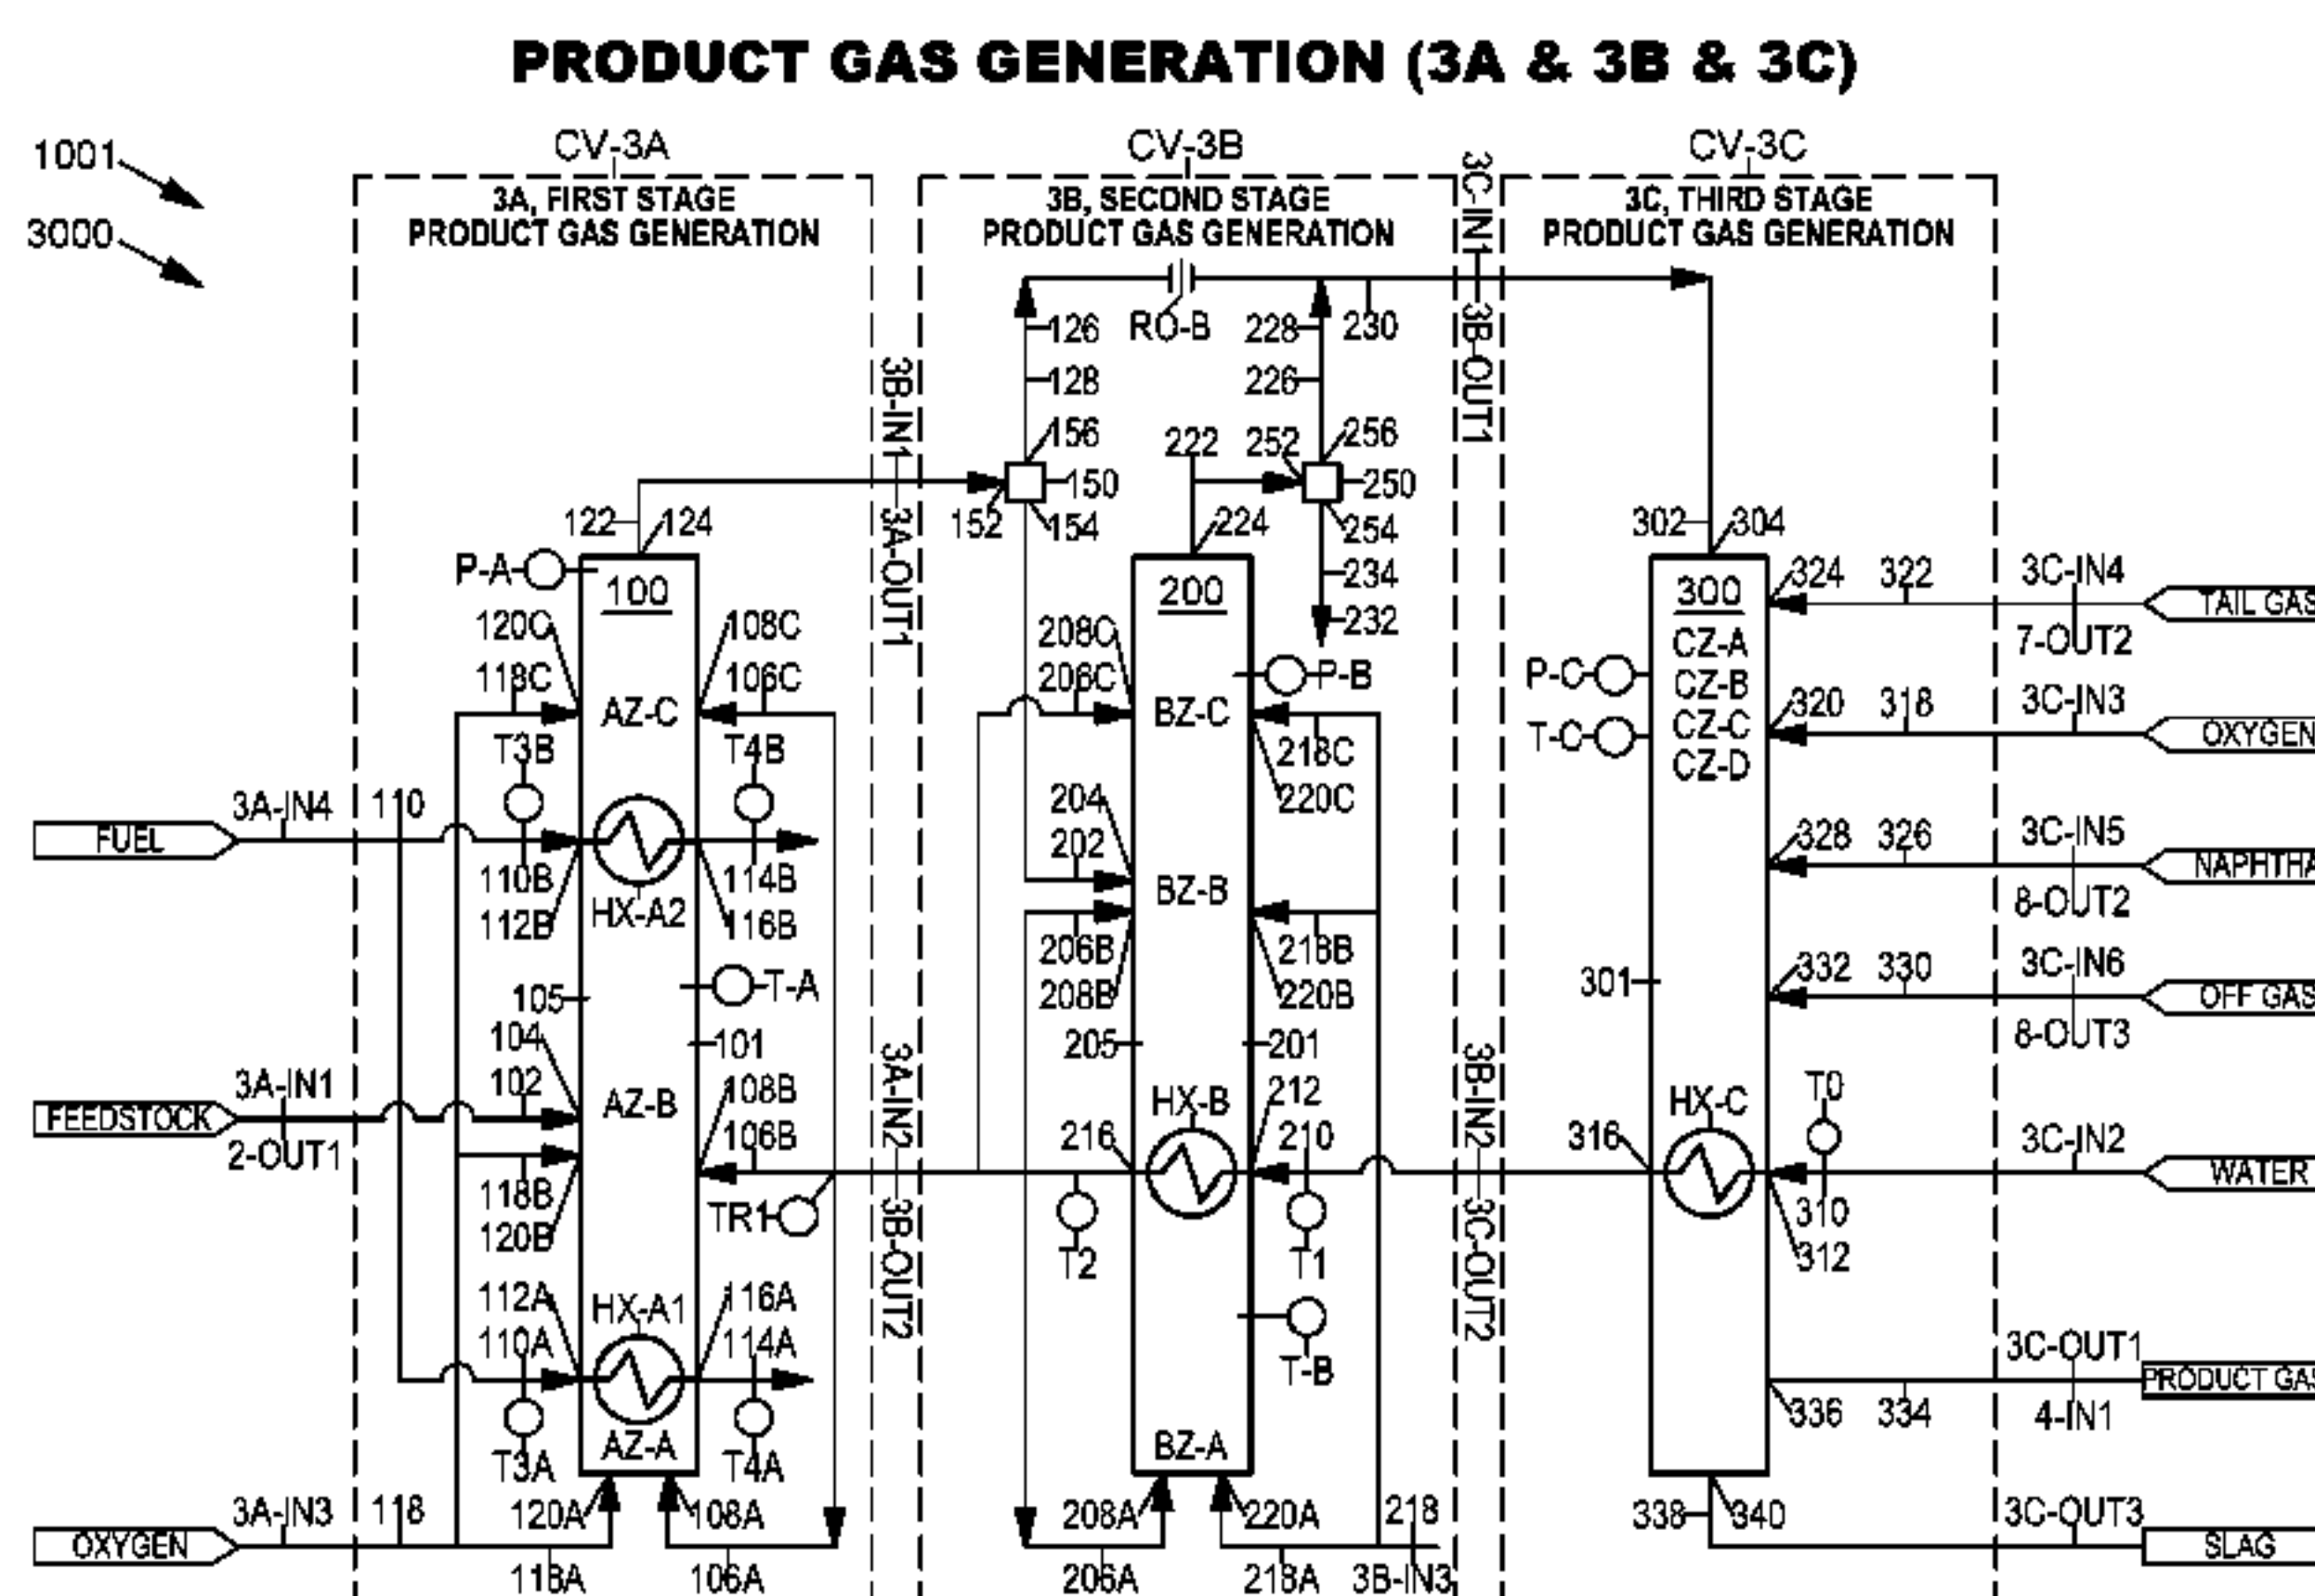 PRODUCT GAS GENERATION (3A & 3B & 3C)
1001
3000
CV-3A
3A, FIRST STAGE
PRODUCT GAS GENERATION
CV-3B
3B, SECOND STAGE
PRODUCT GAS GENERATION
CV-3C
3C, THIRD STAGE
PRODUCT GAS GENERATION
3C-IN1
3B-OUT1
3B-IN1
3A-OUT1
3A-IN2
3B-OUT2
3B-IN2
3C-OUT2
FUEL
3A-IN4
110
FEEDSTOCK
3A-IN1
2-OUT1
OXYGEN
3A-IN3
118
122
124
P-A
100
120C
108C
118C
106C
AZ-C
T3B
T4B
110B
114B
112B
HX-A2
116B
T-A
105
104
101
102
AZ-B
108B
106B
118B
120B
TR1
112A
HX-A1
116A
110A
114A
T3A
AZ-A
T4A
120A
108A
118A
106A
126
RO-B
228
230
128
226
156
222
252
256
150
250
152
154
224
254
234
232
200
208C
206C
P-B
BZ-C
218C
220C
204
202
BZ-B
206B
218B
208B
220B
205
201
HX-B
212
216
210
T2
T1
T-B
BZ-A
208A
220A
218
206A
218A
3B-IN3
302
304
300
CZ-A
CZ-B
CZ-C
CZ-D
P-C
T-C
324
322
3C-IN4
7-OUT2
TAIL GAS
320
318
3C-IN3
OXYGEN
328
326
3C-IN5
8-OUT2
NAPHTHA
332
330
3C-IN6
8-OUT3
OFF GAS
301
HX-C
T0
316
3C-IN2
WATER
310
312
3C-OUT1
336
334
4-IN1
PRODUCT GAS
338
340
3C-OUT3
SLAG